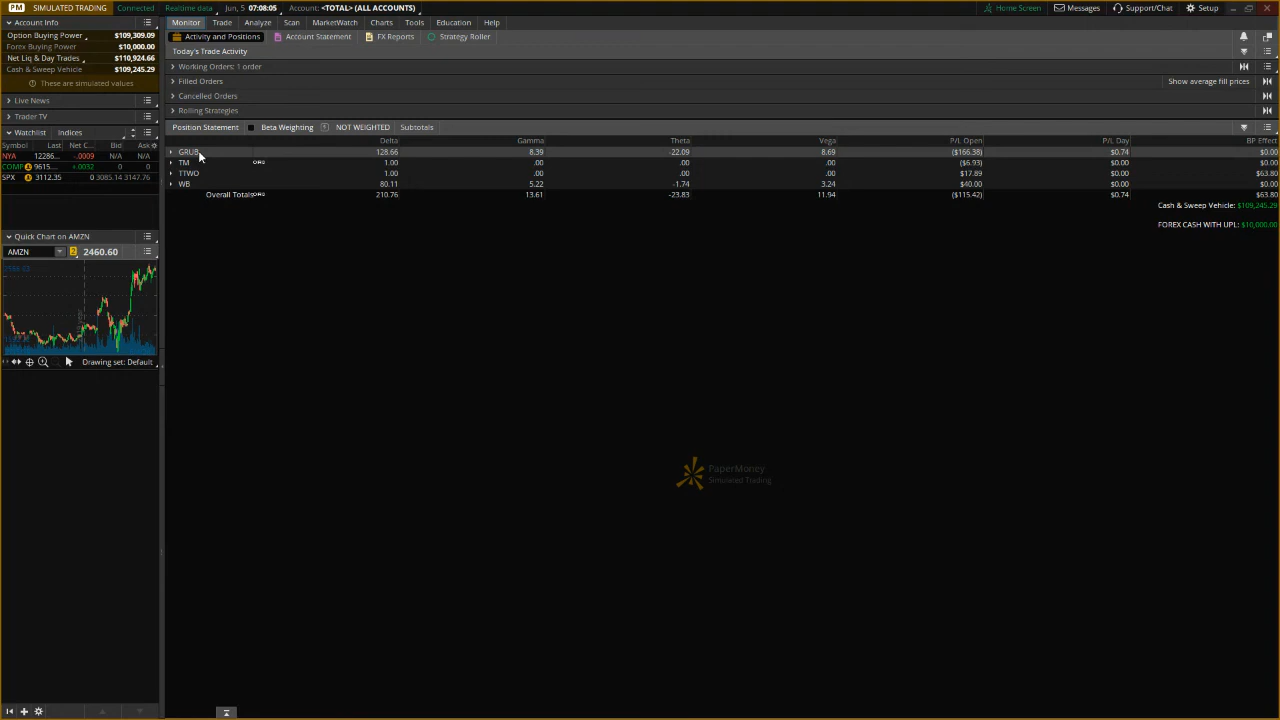 PM SIMULATED TRADING Connected Realtime data Jun, 5 07:08:05 Account: <TOTAL> (ALL ACCOUNTS) Home Screen Messages Support/Chat Setup
Account Info
Option Buying Power $109,309.09
Forex Buying Power $10,000.00
Net Liq & Day Trades $110,924.66
Cash & Sweep Vehicle $109,245.29
These are simulated values
Live News
Trader TV
Watchlist Indices
Symbol Last Net C... Bid Ask
NYA 12286... -.0009 N/A N/A
COMP 9615.... +.0032 0 0
SPX 3112.35 0 3085.14 3147.76
Quick Chart on AMZN
AMZN 2 2460.60
Drawing set: Default
Monitor Trade Analyze Scan MarketWatch Charts Tools Education Help
Activity and Positions Account Statement FX Reports Strategy Roller
Today's Trade Activity
Working Orders: 1 order
Filled Orders Show average fill prices
Cancelled Orders
Rolling Strategies
Position Statement Beta Weighting NOT WEIGHTED Subtotals
Delta Gamma Theta Vega P/L Open P/L Day BP Effect
GRUB 128.66 8.39 -22.09 8.69 ($166.38) $0.74 $0.00
TM 1.00 .00 .00 .00 ($6.93) $0.00 $0.00
TTWO 1.00 .00 .00 .00 $17.89 $0.00 $63.80
WB 80.11 5.22 -1.74 3.24 $40.00 $0.00 $0.00
Overall Totals 210.76 13.61 -23.83 11.94 ($115.42) $0.74 $63.80
Cash & Sweep Vehicle: $109,245.29
FOREX CASH WITH UPL: $10,000.00
PaperMoney
Simulated Trading